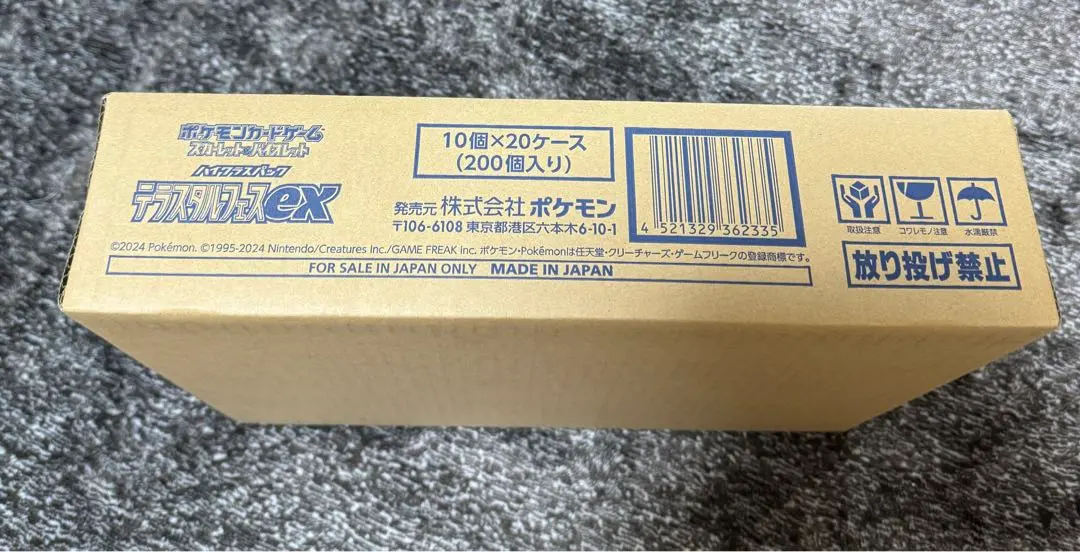 ポケモンカードゲーム
スカーレット&バイオレット
ハイクラスパック
テラスタルフェスex
10個×20ケース
(200個入り)
発売元 株式会社 ポケモン
〒106-6108 東京都港区六本木6-10-1
4 521329 362335
取扱注意
コワレモノ注意
水濡厳禁
放り投げ禁止
©2024 Pokémon. ©1995-2024 Nintendo/Creatures Inc./GAME FREAK inc. ポケモン・Pokémonは任天堂・クリーチャーズ・ゲームフリークの登録商標です。
FOR SALE IN JAPAN ONLY MADE IN JAPAN